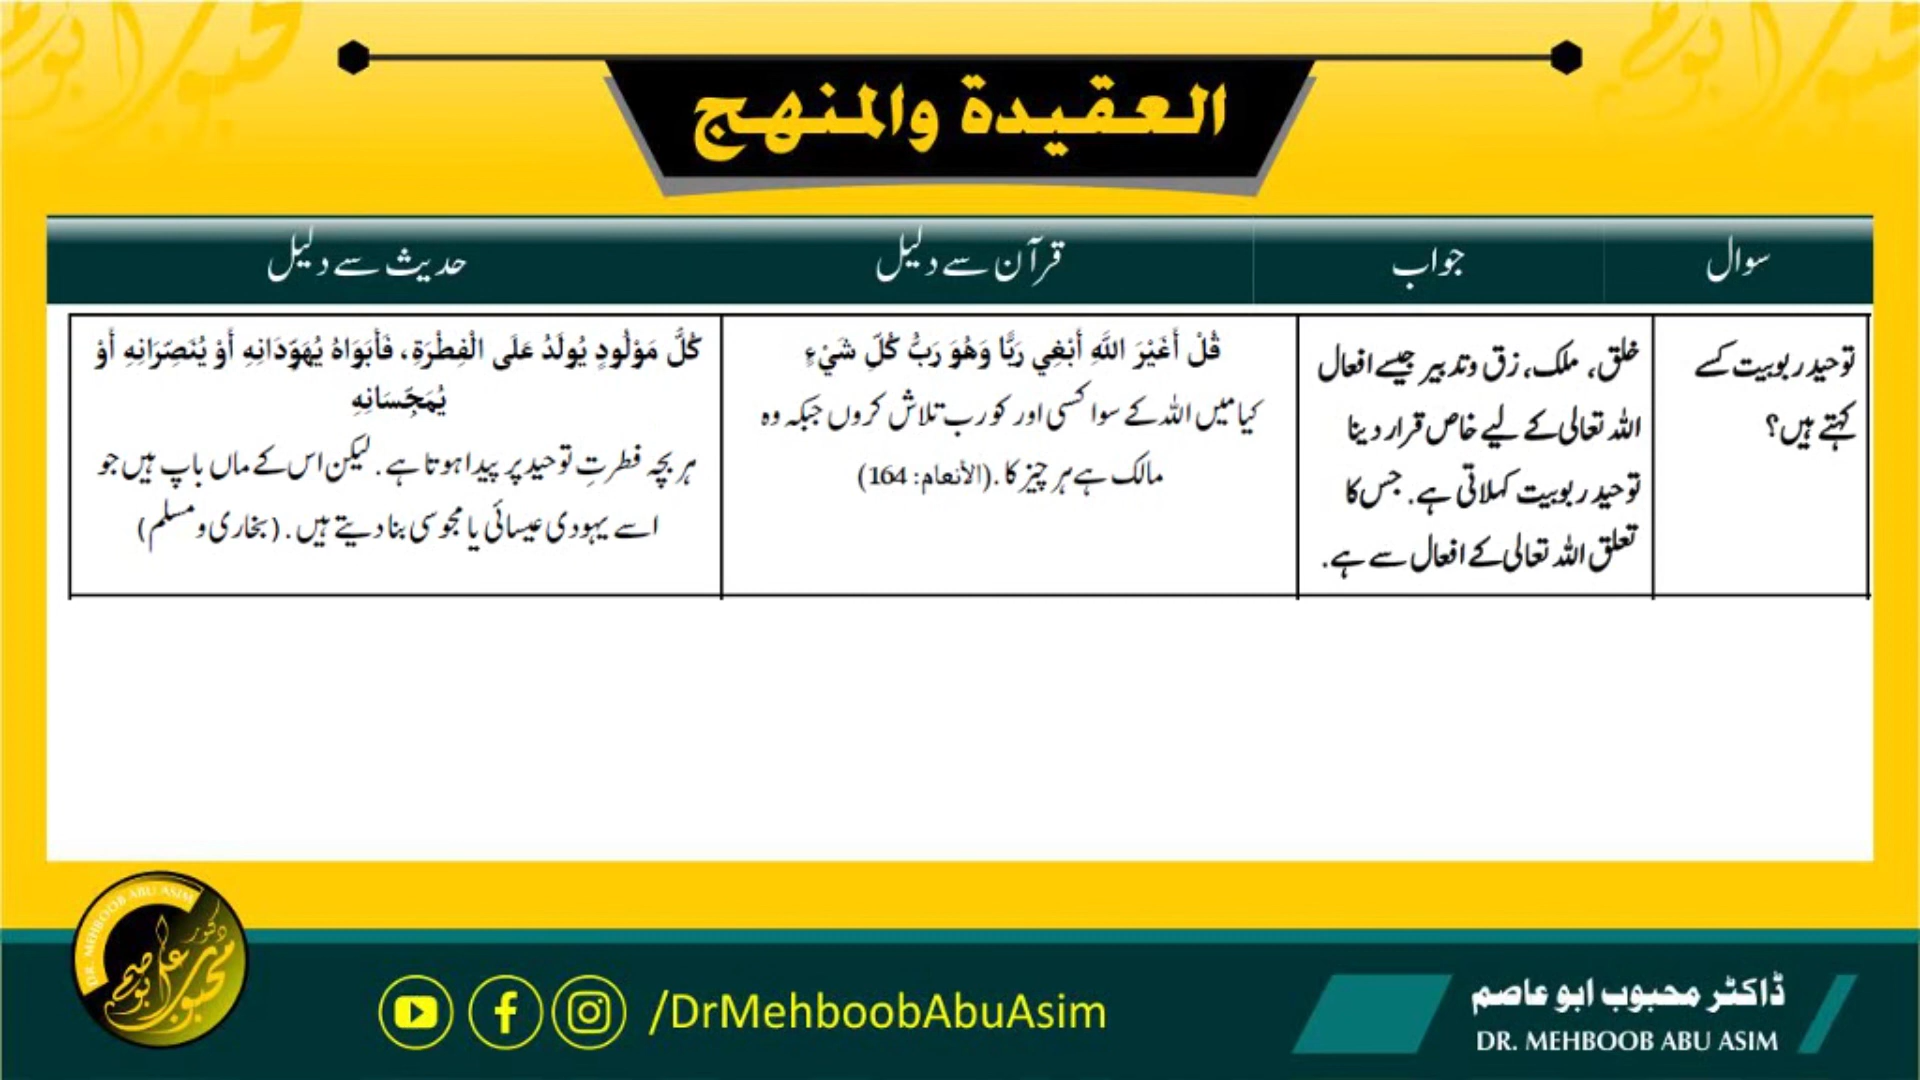 العقيدة والمنهج
سوال
جواب
قرآن سے دلیل
حدیث سے دلیل
توحید ربوبیت کسے
کہتے ہیں؟
خلق، ملک، زق وتدبیر جیسے افعال
اللہ تعالی کے لیے خاص قرار دینا
توحید ربوبیت کہلاتی ہے۔ جس کا
تعلق اللہ تعالی کے افعال سے ہے۔
قُلْ أَغَيْرَ اللَّهِ أَبْغِي رَبًّا وَهُوَ رَبُّ كُلِّ شَيْءٍ
کیا میں اللہ کے سوا کسی اور کو رب تلاش کروں جبکہ وہ
مالک ہے ہر چیز کا۔ (الأنعام: 164)
كُلُّ مَوْلُودٍ يُولَدُ عَلَى الْفِطْرَةِ، فَأَبَوَاهُ يُهَوِّدَانِهِ أَوْ يُنَصِّرَانِهِ أَوْ
يُمَجِّسَانِهِ
ہر بچہ فطرتِ توحید پر پیدا ہوتا ہے۔ لیکن اس کے ماں باپ ہیں جو
اسے یہودی عیسائی یا مجوسی بنا دیتے ہیں۔ (بخاری و مسلم)
DR. MEHBOOB ABU ASIM
/DrMehboobAbuAsim
ڈاکٹر محبوب ابو عاصم
DR. MEHBOOB ABU ASIM